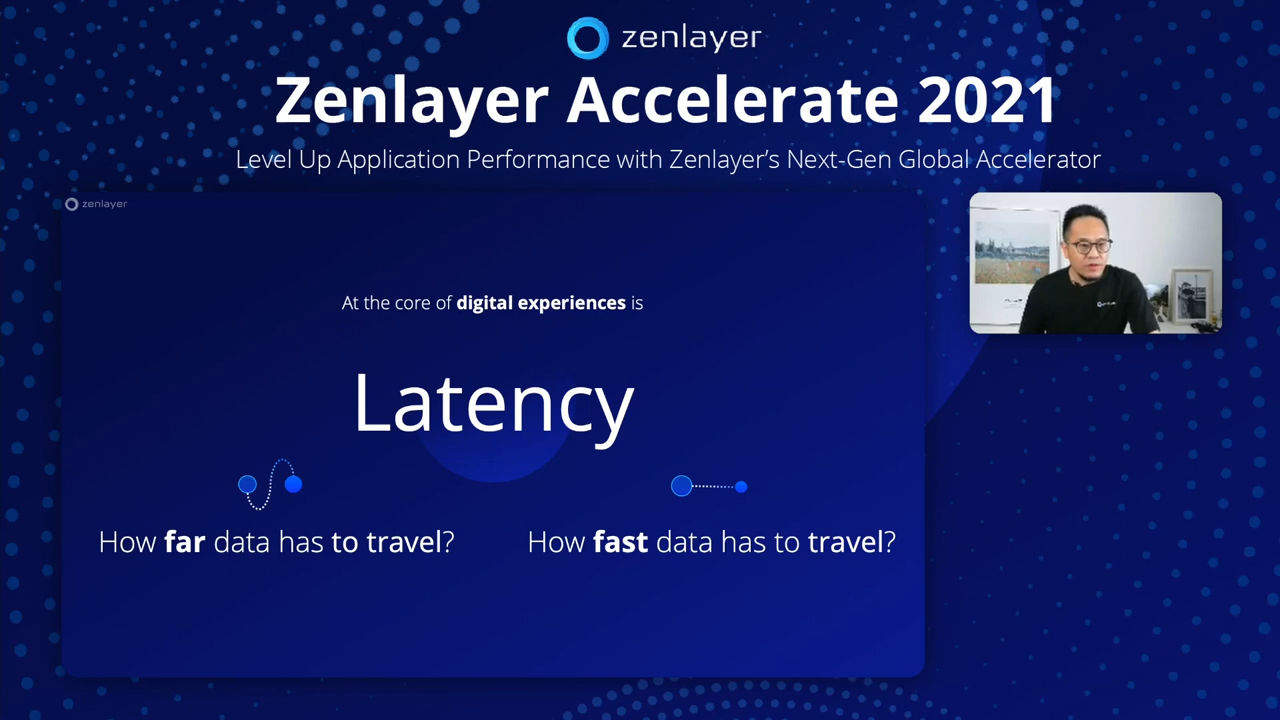 zenlayer
Zenlayer Accelerate 2021
Level Up Application Performance with Zenlayer’s Next-Gen Global Accelerator
zenlayer
At the core of digital experiences is
Latency
How far data has to travel?
How fast data has to travel?